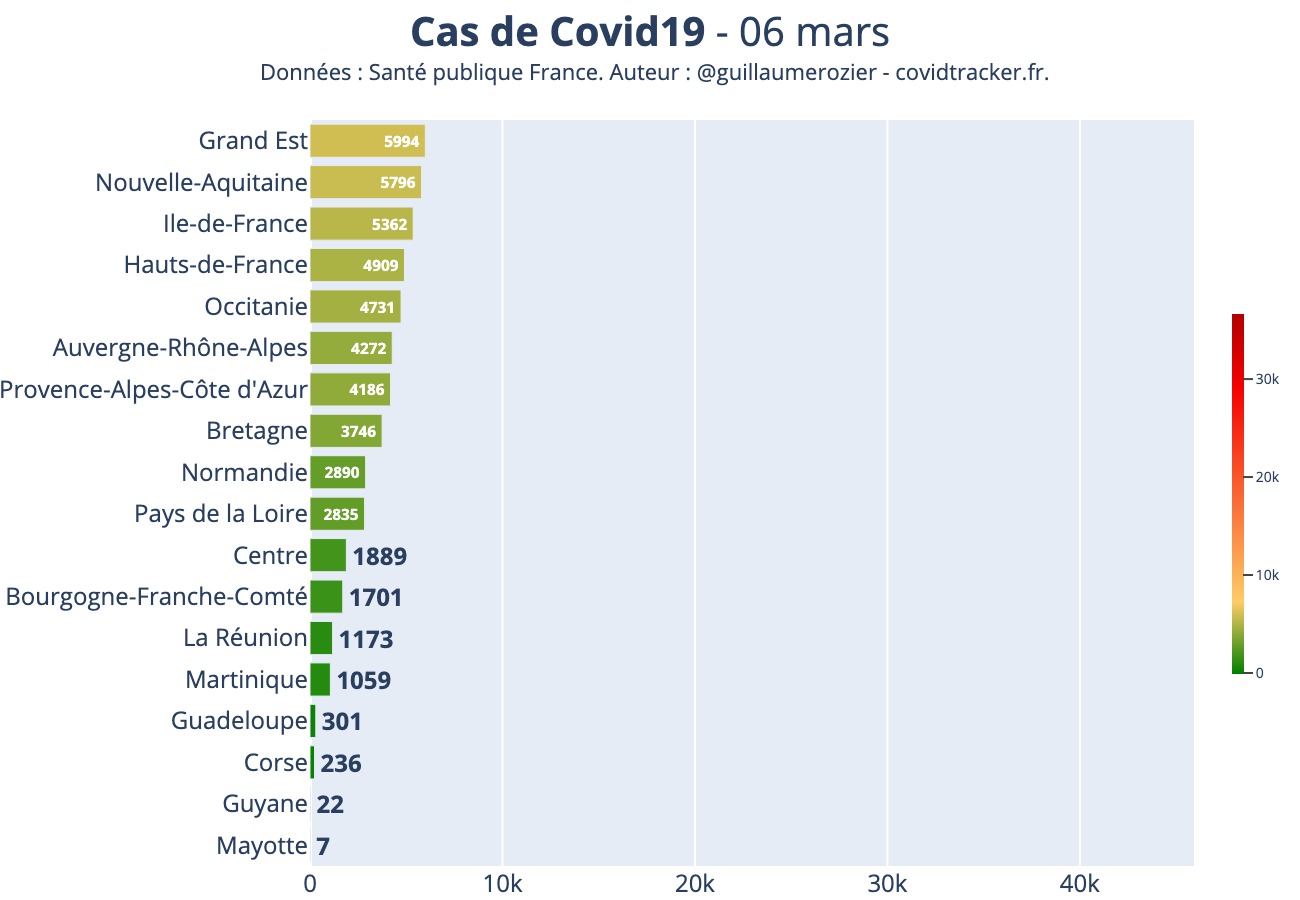 Cas de Covid19 - 06 mars
Données : Santé publique France. Auteur : @guillaumerozier - covidtracker.fr.
Grand Est 5994
Nouvelle-Aquitaine 5796
Ile-de-France 5362
Hauts-de-France 4909
Occitanie 4731
Auvergne-Rhône-Alpes 4272
Provence-Alpes-Côte d'Azur 4186
Bretagne 3746
Normandie 2890
Pays de la Loire 2835
Centre 1889
Bourgogne-Franche-Comté 1701
La Réunion 1173
Martinique 1059
Guadeloupe 301
Corse 236
Guyane 22
Mayotte 7
0 10k 20k 30k 40k
30k
20k
10k
0